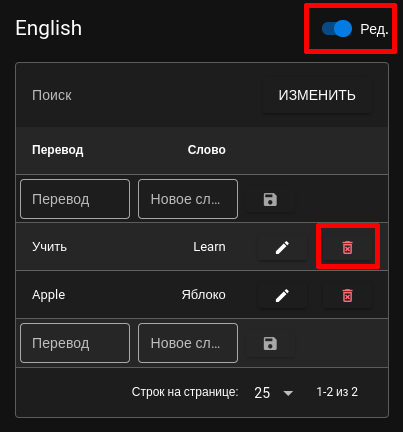 English Ред.
Поиск ИЗМЕНИТЬ
Перевод Слово
Перевод Новое сл...
Учить Learn
Apple Яблоко
Перевод Новое сл...
Строк на странице: 25 1-2 из 2